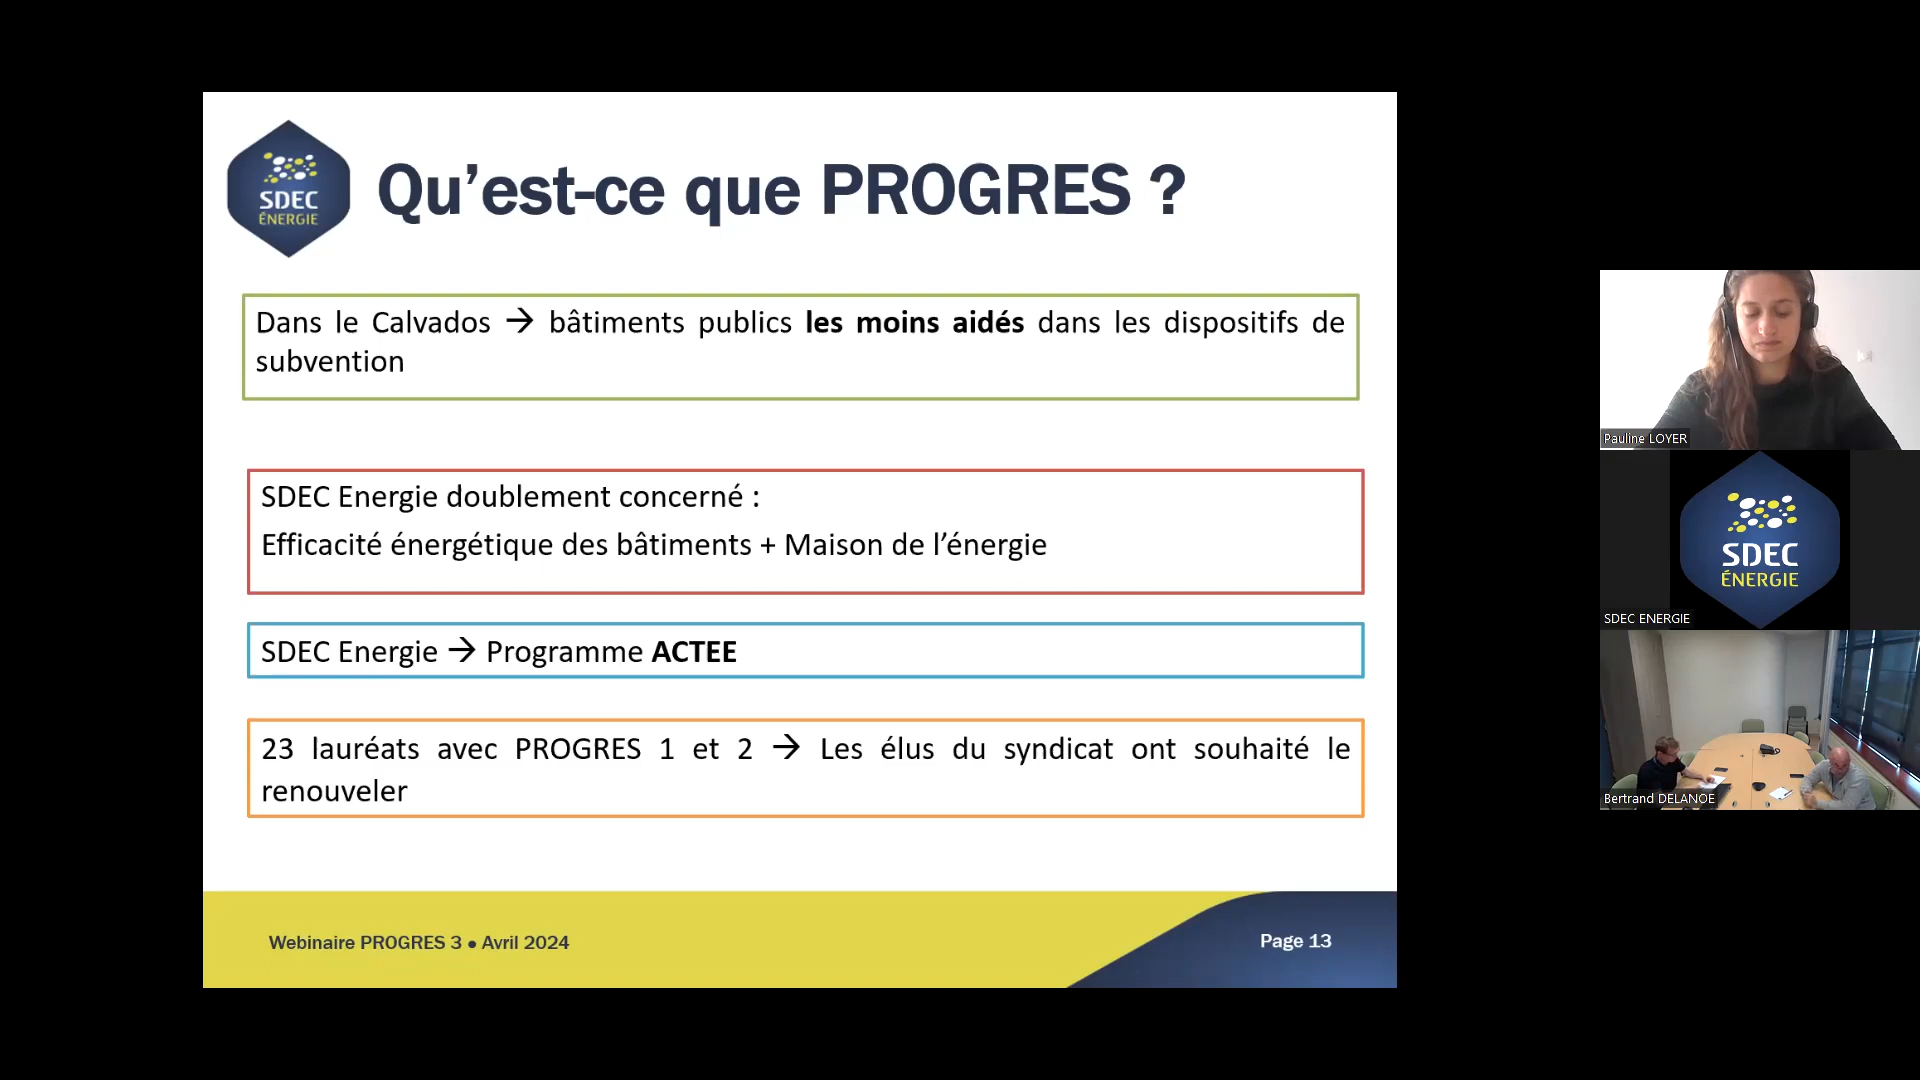 SDEC
ÉNERGIE
Qu’est-ce que PROGRES ?
Dans le Calvados → bâtiments publics les moins aidés dans les dispositifs de
subvention
SDEC Energie doublement concerné :
Efficacité énergétique des bâtiments + Maison de l’énergie
SDEC Energie → Programme ACTEE
23 lauréats avec PROGRES 1 et 2 → Les élus du syndicat ont souhaité le
renouveler
Webinaire PROGRES 3 • Avril 2024
Page 13
Pauline LOYER
SDEC
ÉNERGIE
SDEC ENERGIE
Bertrand DELANOE